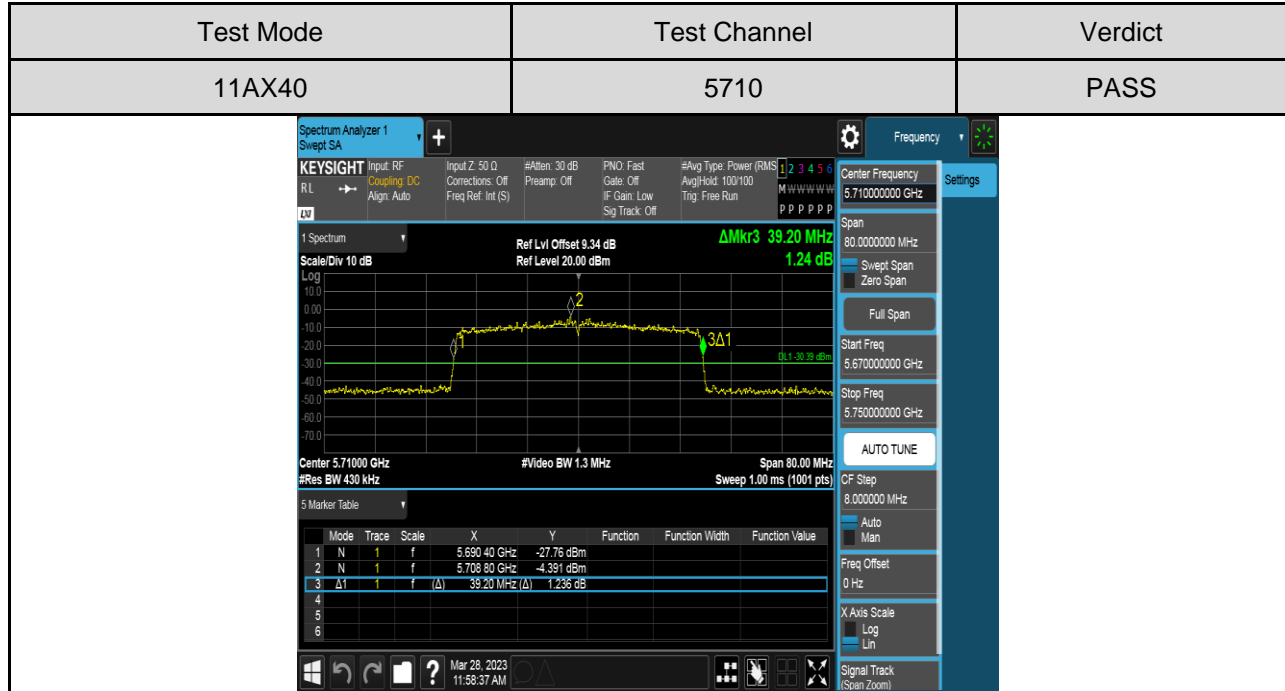 Test Mode Test Channel Verdict
11AX40 5710 PASS
Spectrum Analyzer 1
Swept SA
+
Frequency
KEYSIGHT Input: RF Input Z: 50 Ω #Atten: 30 dB PNO: Fast #Avg Type: Power (RMS 1 2 3 4 5 6
RL Coupling: DC Corrections: Off Preamp: Off Gate: Off Avg|Hold: 100/100 M W W W W W
Align: Auto Freq Ref: Int (S) IF Gain: Low Trig: Free Run
LXI Sig Track: Off P P P P P P
1 Spectrum Ref Lvl Offset 9.34 dB ΔMkr3 39.20 MHz
Scale/Div 10 dB Ref Level 20.00 dBm 1.24 dB
Log
10.0
0.00
-10.0
-20.0
-30.0
-40.0
-50.0
-60.0
-70.0
1
2
3Δ1
DL1 -30.39 dBm
Center 5.71000 GHz #Video BW 1.3 MHz Span 80.00 MHz
#Res BW 430 kHz Sweep 1.00 ms (1001 pts)
5 Marker Table
Mode Trace Scale X Y Function Function Width Function Value
1 N 1 f 5.690 40 GHz -27.76 dBm
2 N 1 f 5.708 80 GHz -4.391 dBm
3 Δ1 1 f (Δ) 39.20 MHz (Δ) 1.236 dB
4
5
6
? Mar 28, 2023
11:58:37 AM
Center Frequency
5.710000000 GHz
Settings
Span
80.0000000 MHz
Swept Span
Zero Span
Full Span
Start Freq
5.670000000 GHz
Stop Freq
5.750000000 GHz
AUTO TUNE
CF Step
8.000000 MHz
Auto
Man
Freq Offset
0 Hz
X Axis Scale
Log
Lin
Signal Track
(Span Zoom)